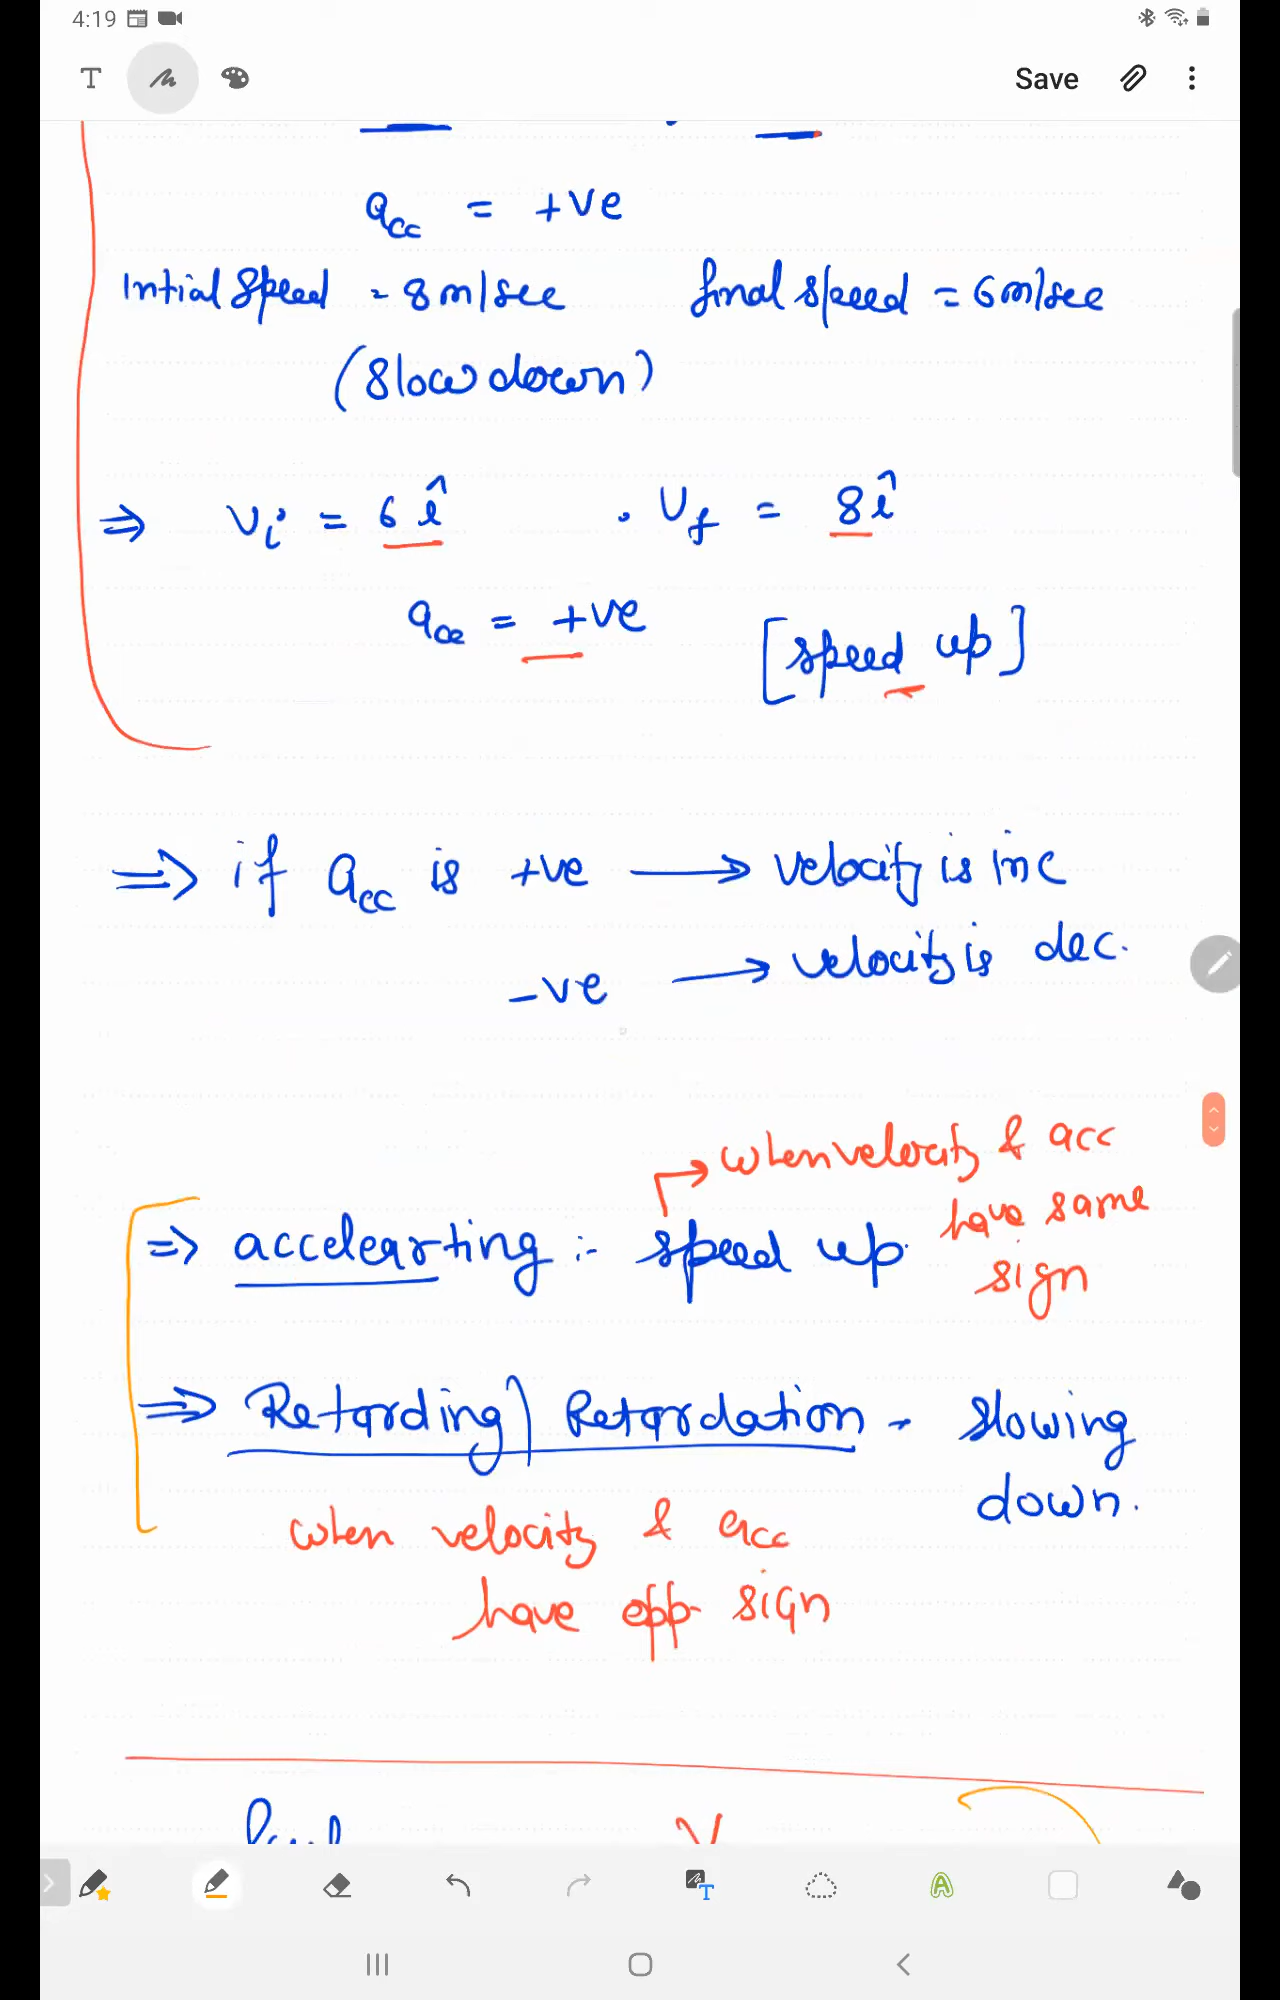 4:19
T
Save
acc = +ve
Intial Speed = 8 m/sec final speed = 6 m/sec
(Slow down)
⇒ Vi = 6 î . Vf = 8 î
acc = +ve [speed up]
⇒ if acc is +ve → velocity is inc
-ve → velocity is dec.
when velocity & acc
have same
sign
⇒ accelearting :- speed up
⇒ Retarding) Retardation - slowing
down.
when velocity & acc
have opp sign
V
T
A